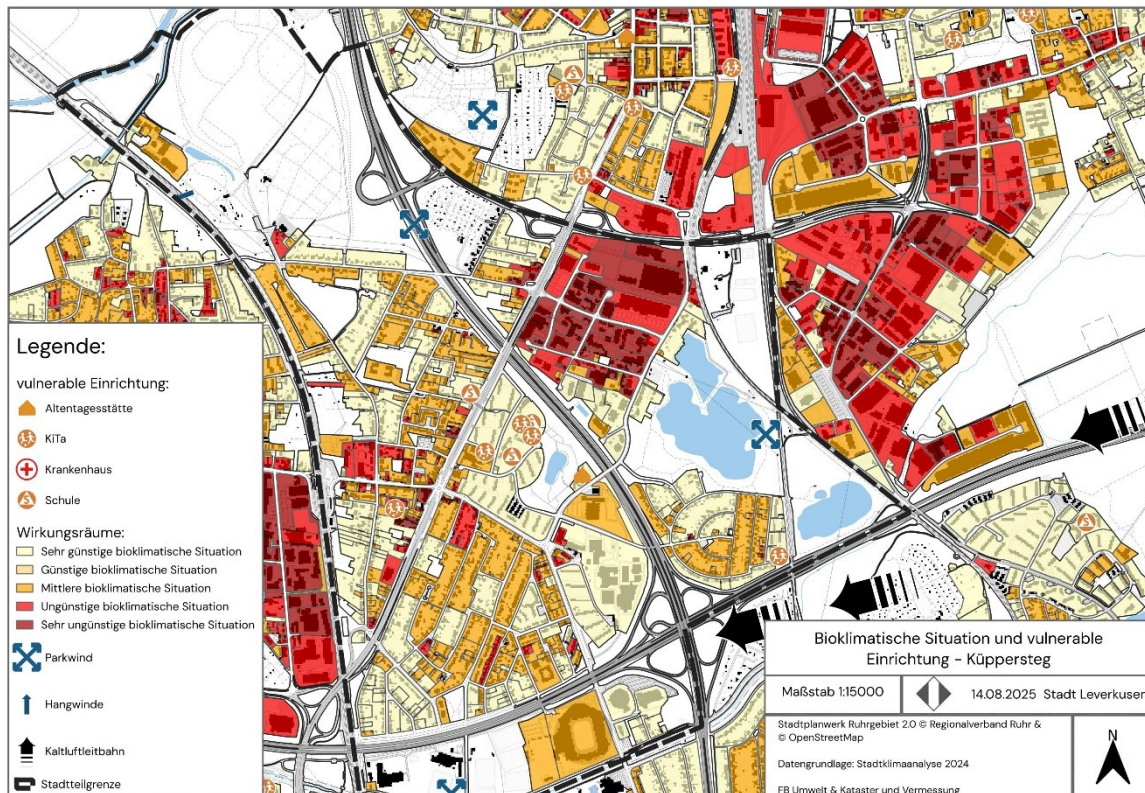 Legende:
vulnerable Einrichtung:
Altentagesstätte
KiTa
Krankenhaus
Schule
Wirkungsräume:
Sehr günstige bioklimatische Situation
Günstige bioklimatische Situation
Mittlere bioklimatische Situation
Ungünstige bioklimatische Situation
Sehr ungünstige bioklimatische Situation
Parkwind
Hangwinde
Kaltluftleitbahn
Stadtteilgrenze
Bioklimatische Situation und vulnerable
Einrichtung - Küppersteg
Maßstab 1:15000
14.08.2025 Stadt Leverkusen
Stadtplanwerk Ruhrgebiet 2.0 © Regionalverband Ruhr &
© OpenStreetMap
Datengrundlage: Stadtklimaanalyse 2024
FB Umwelt & Kataster und Vermessung
N